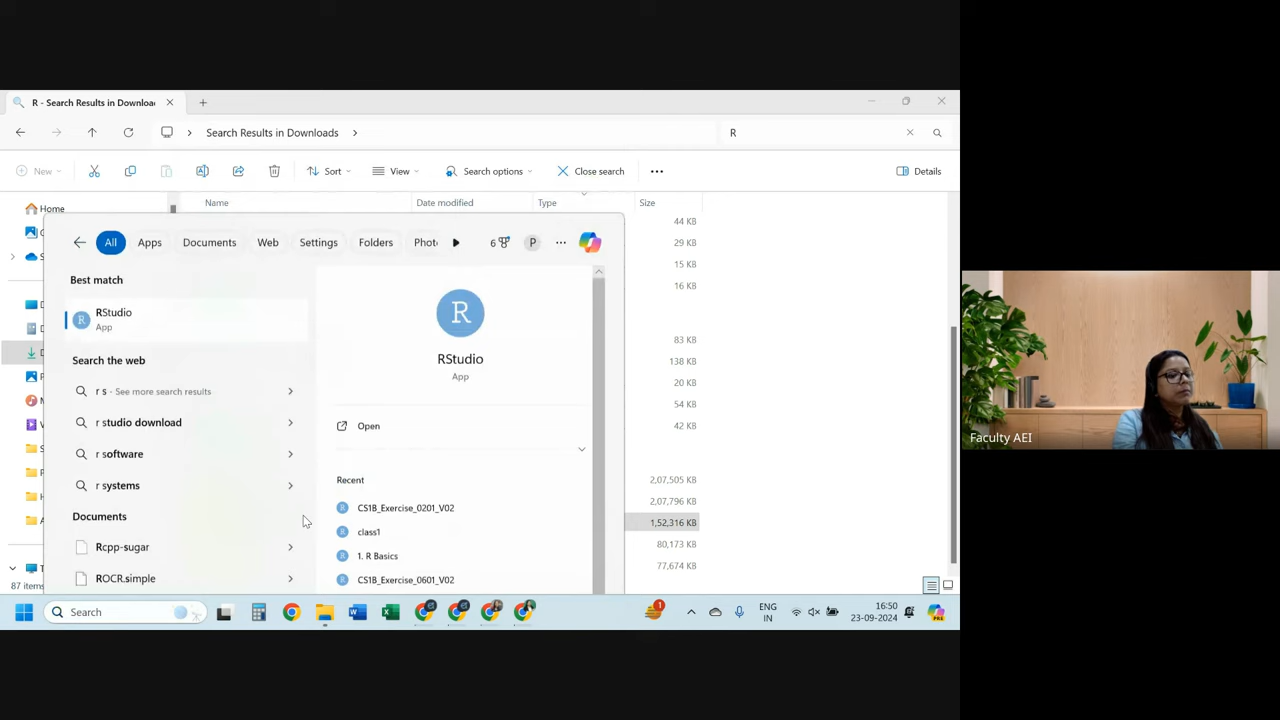 R - Search Results in Downloa
Search Results in Downloads
R
New
Sort
View
Search options
Close search
Details
Home
Name
Date modified
Type
Size
44 KB
29 KB
15 KB
16 KB
83 KB
138 KB
20 KB
54 KB
42 KB
2,07,505 KB
2,07,796 KB
1,52,316 KB
80,173 KB
77,674 KB
87 items
All
Apps
Documents
Web
Settings
Folders
Phot
6
P
Best match
R
RStudio
App
Search the web
r s - See more search results
r studio download
r software
r systems
Documents
Rcpp-sugar
ROCR.simple
R
RStudio
App
Open
Recent
R CS1B_Exercise_0201_V02
R class1
R 1. R Basics
R CS1B_Exercise_0601_V02
Search
1
ENG
IN
16:50
23-09-2024
Faculty AEI